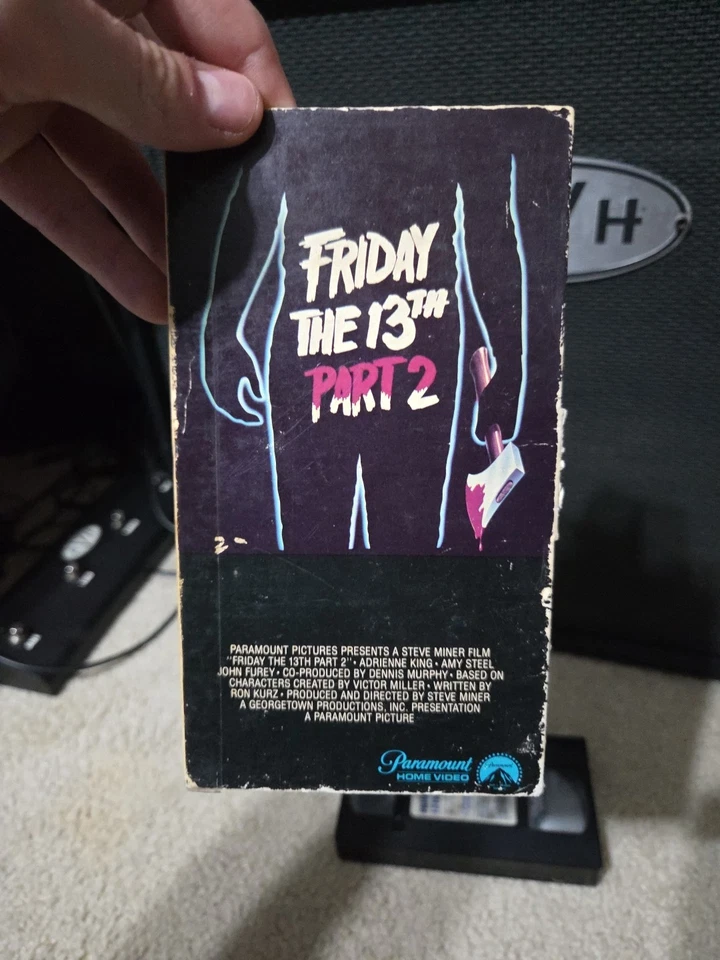 FRIDAY
THE 13TH
PART 2
PARAMOUNT PICTURES PRESENTS A STEVE MINER FILM
"FRIDAY THE 13TH PART 2" • ADRIENNE KING • AMY STEEL
JOHN FUREY • CO-PRODUCED BY DENNIS MURPHY • BASED ON
CHARACTERS CREATED BY VICTOR MILLER • WRITTEN BY
RON KURZ • PRODUCED AND DIRECTED BY STEVE MINER
A GEORGETOWN PRODUCTIONS, INC. PRESENTATION
A PARAMOUNT PICTURE
Paramount
HOME VIDEO
Paramount
H